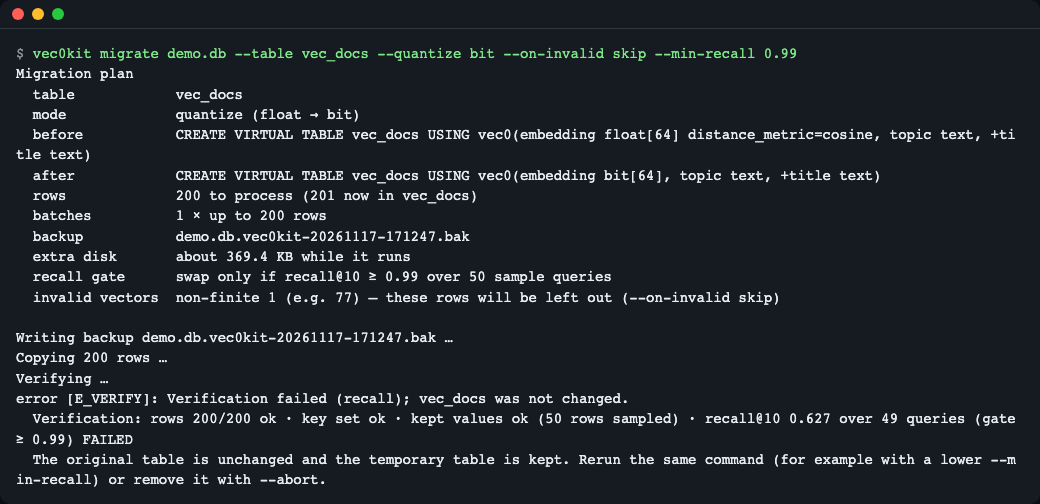 $ vec0kit migrate demo.db --table vec_docs --quantize bit --on-invalid skip --min-recall 0.99
Migration plan
  table            vec_docs
  mode             quantize (float → bit)
  before           CREATE VIRTUAL TABLE vec_docs USING vec0(embedding float[64] distance_metric=cosine, topic text, +ti
tle text)
  after            CREATE VIRTUAL TABLE vec_docs USING vec0(embedding bit[64], topic text, +title text)
  rows             200 to process (201 now in vec_docs)
  batches          1 × up to 200 rows
  backup           demo.db.vec0kit-20261117-171247.bak
  extra disk       about 369.4 KB while it runs
  recall gate      swap only if recall@10 ≥ 0.99 over 50 sample queries
  invalid vectors  non-finite 1 (e.g. 77) — these rows will be left out (--on-invalid skip)

Writing backup demo.db.vec0kit-20261117-171247.bak …
Copying 200 rows …
Verifying …
error [E_VERIFY]: Verification failed (recall); vec_docs was not changed.
  Verification: rows 200/200 ok · key set ok · kept values ok (50 rows sampled) · recall@10 0.627 over 49 queries (gate
≥ 0.99) FAILED
  The original table is unchanged and the temporary table is kept. Rerun the same command (for example with a lower --m
in-recall) or remove it with --abort.